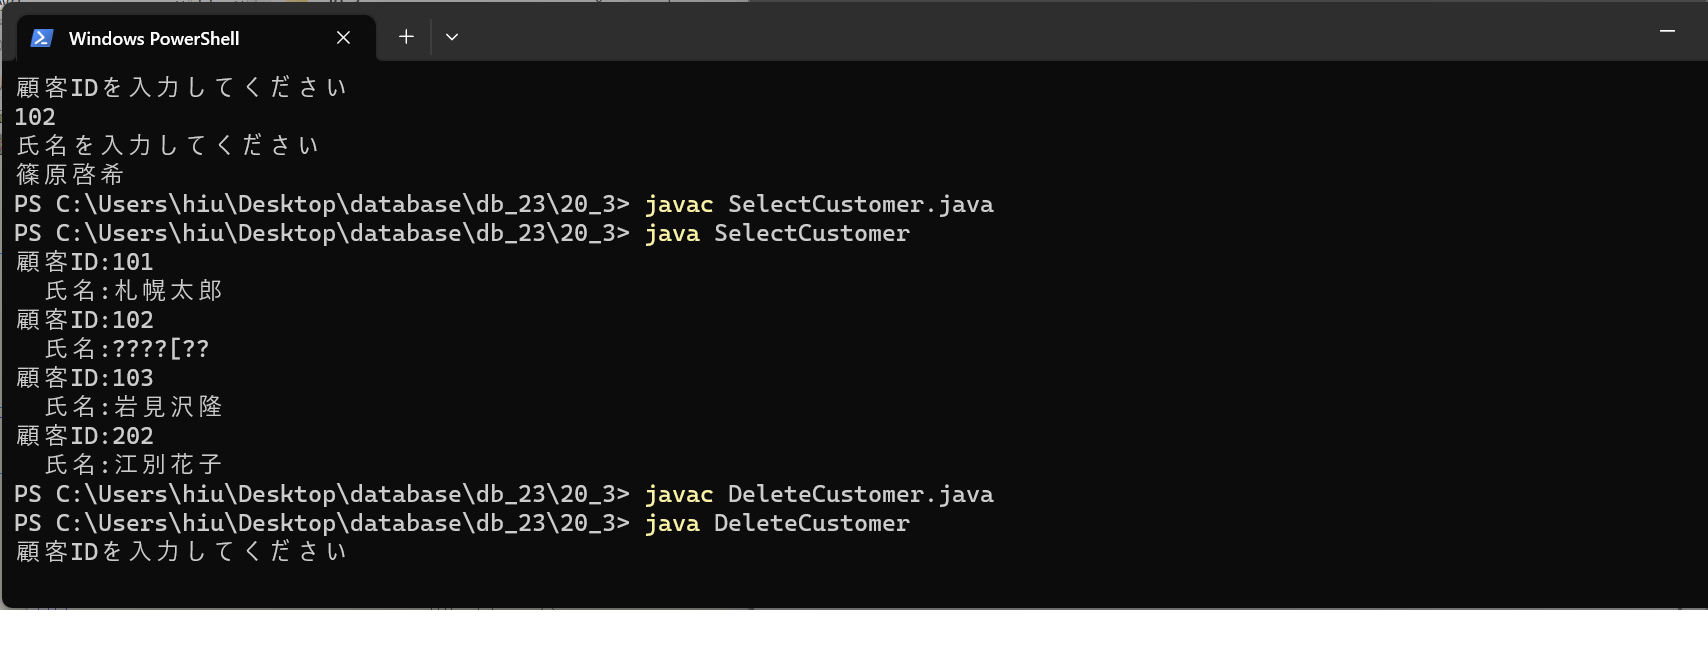 Windows PowerShell
顧客IDを入力してください
102
氏名を入力してください
篠原啓希
PS C:\Users\hiu\Desktop\database\db_23\20_3> javac SelectCustomer.java
PS C:\Users\hiu\Desktop\database\db_23\20_3> java SelectCustomer
顧客ID:101
　氏名:札幌太郎
顧客ID:102
　氏名:????[??
顧客ID:103
　氏名:岩見沢隆
顧客ID:202
　氏名:江別花子
PS C:\Users\hiu\Desktop\database\db_23\20_3> javac DeleteCustomer.java
PS C:\Users\hiu\Desktop\database\db_23\20_3> java DeleteCustomer
顧客IDを入力してください